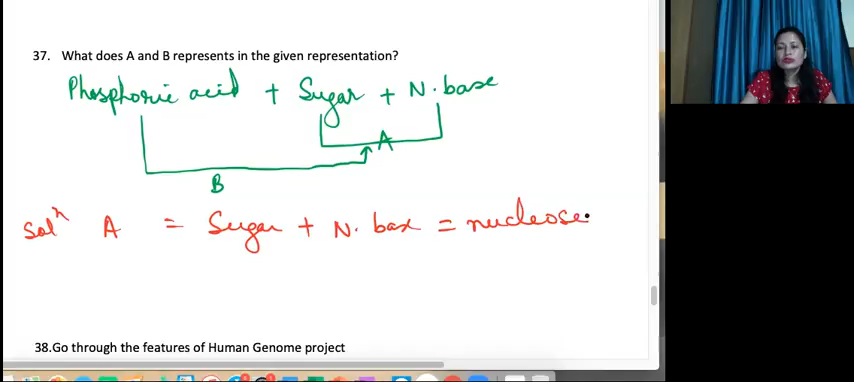 37. What does A and B represents in the given representation?
Phosphoric acid + Sugar + N. base
A
B
Solⁿ A = Sugar + N. base = nucleose
38.Go through the features of Human Genome project